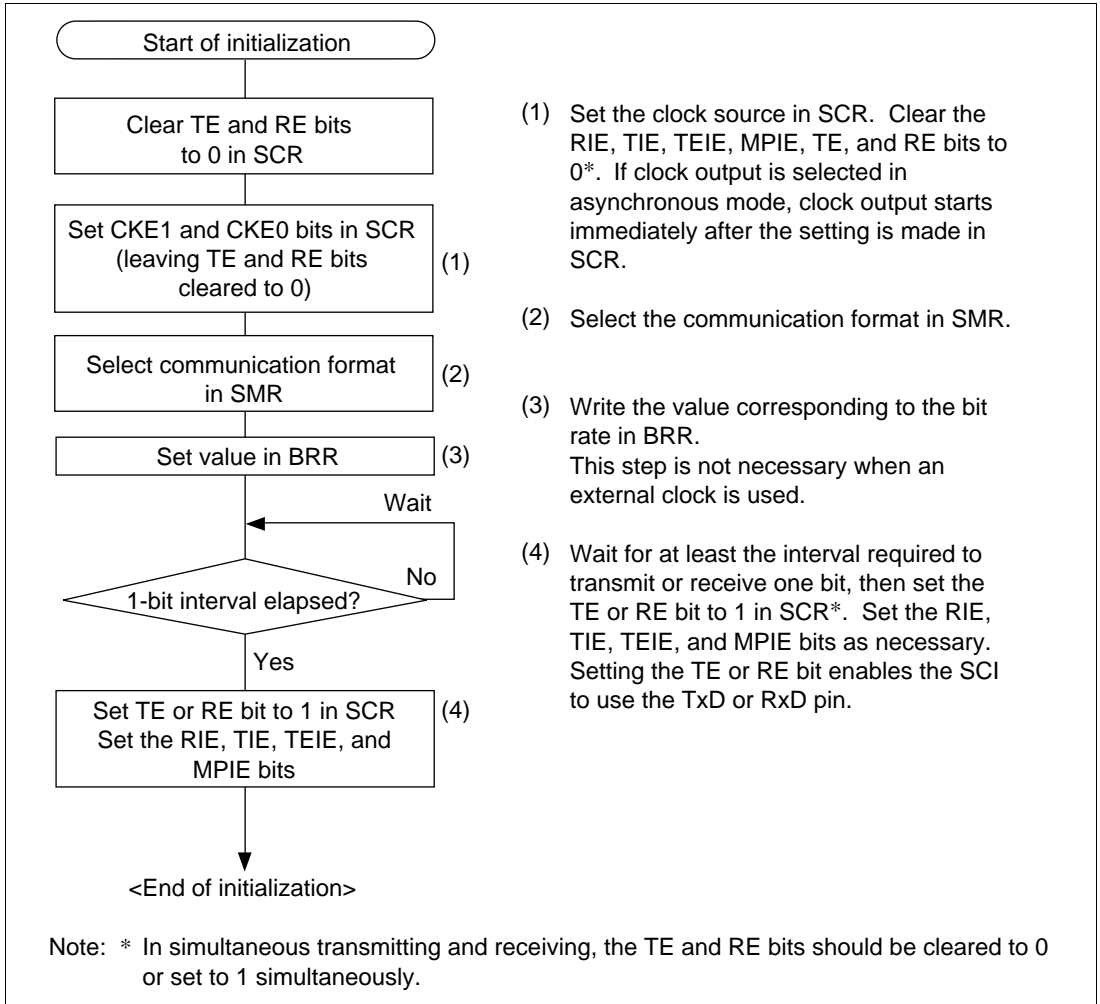 Start of initialization
Clear TE and RE bits
to 0 in SCR
Set CKE1 and CKE0 bits in SCR
(leaving TE and RE bits
cleared to 0)
(1)
Select communication format
in SMR
(2)
Set value in BRR
(3)
Wait
No
1-bit interval elapsed?
Yes
Set TE or RE bit to 1 in SCR
Set the RIE, TIE, TEIE, and
MPIE bits
(4)
<End of initialization>
(1) Set the clock source in SCR. Clear the
RIE, TIE, TEIE, MPIE, TE, and RE bits to
0*. If clock output is selected in
asynchronous mode, clock output starts
immediately after the setting is made in
SCR.
(2) Select the communication format in SMR.
(3) Write the value corresponding to the bit
rate in BRR.
This step is not necessary when an
external clock is used.
(4) Wait for at least the interval required to
transmit or receive one bit, then set the
TE or RE bit to 1 in SCR*. Set the RIE,
TIE, TEIE, and MPIE bits as necessary.
Setting the TE or RE bit enables the SCI
to use the TxD or RxD pin.
Note: * In simultaneous transmitting and receiving, the TE and RE bits should be cleared to 0
or set to 1 simultaneously.